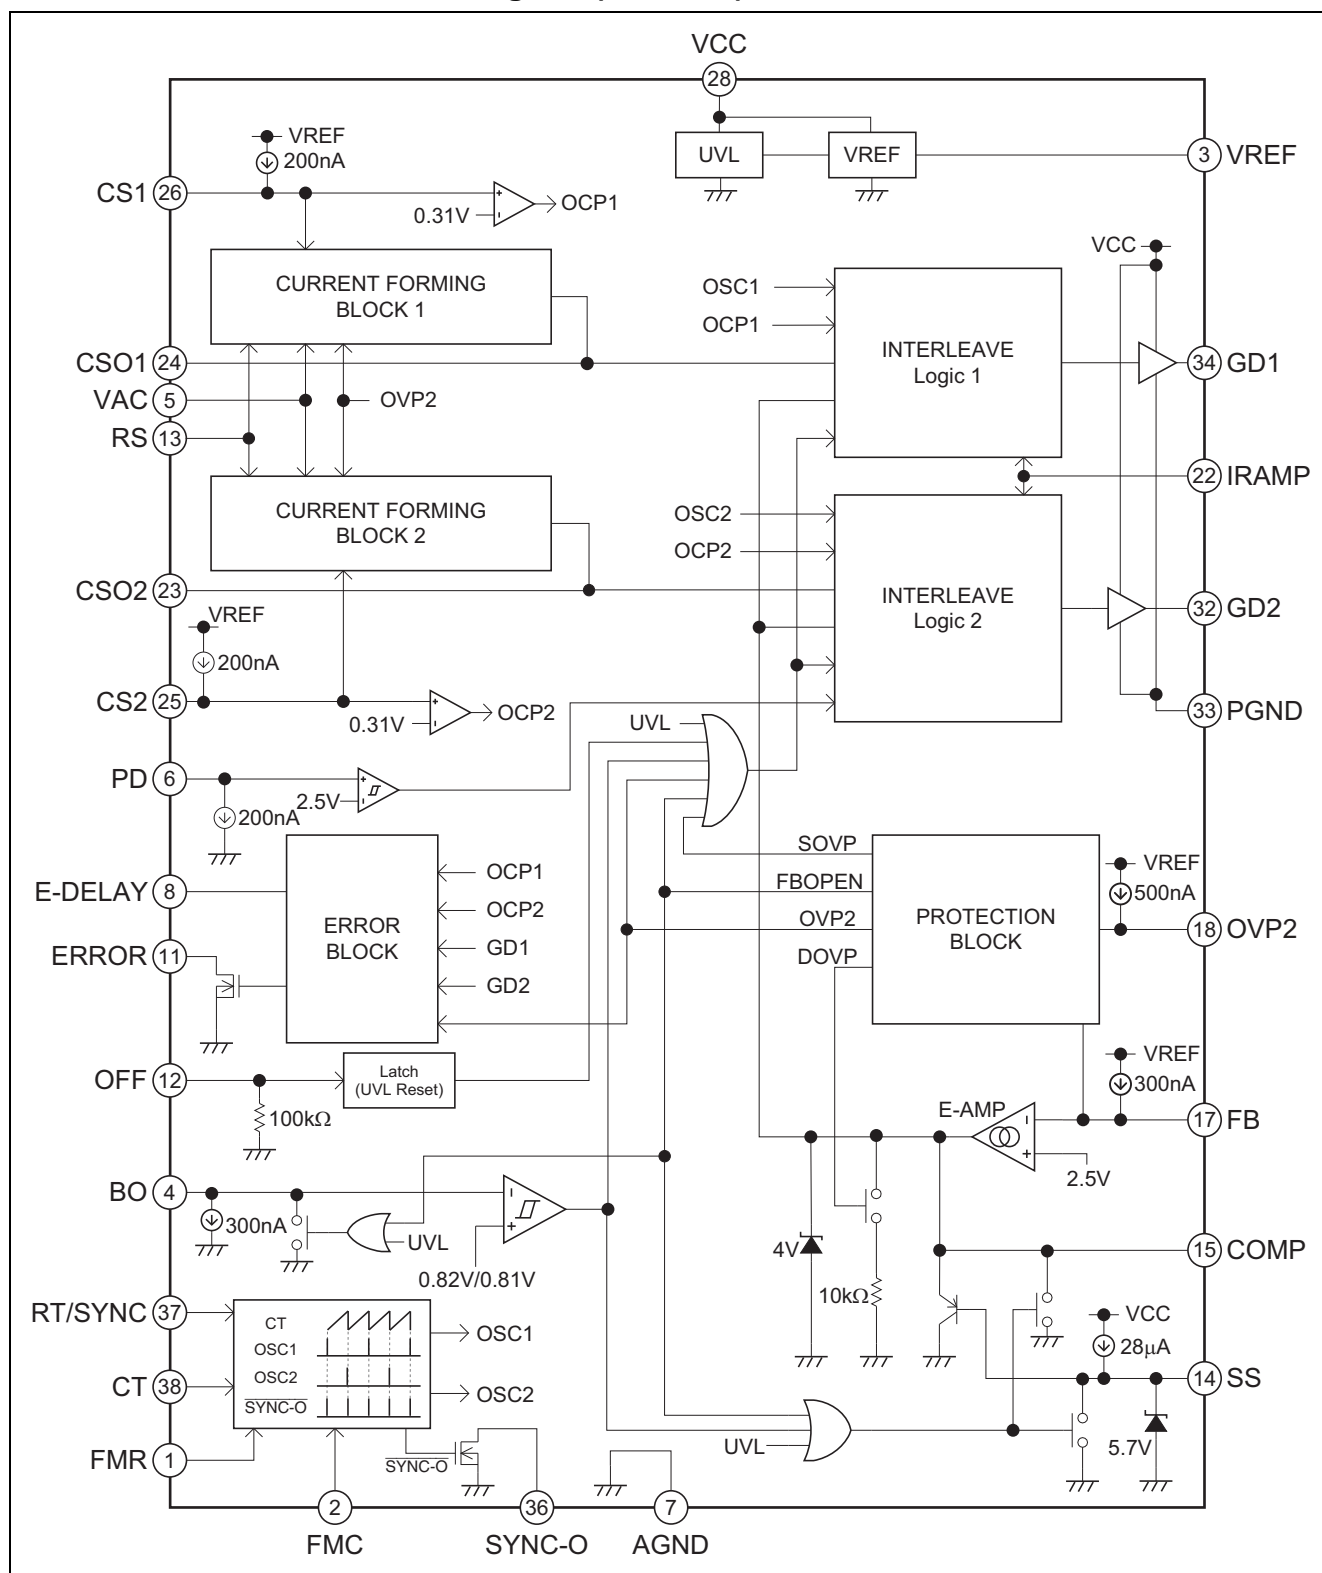 VCC
28
VREF
200nA
UVL
VREF
3 VREF
CS1 26
0.31V
OCP1
VCC
CURRENT FORMING
BLOCK 1
OSC1
OCP1
INTERLEAVE
Logic 1
CSO1 24
34 GD1
VAC 5
OVP2
RS 13
22 IRAMP
CURRENT FORMING
BLOCK 2
OSC2
OCP2
CSO2 23
INTERLEAVE
Logic 2
32 GD2
VREF
200nA
CS2 25
0.31V
OCP2
33 PGND
UVL
PD 6
2.5V
200nA
SOVP
FBOPEN
OVP2
DOVP
PROTECTION
BLOCK
VREF
500nA
18 OVP2
E-DELAY 8
ERROR
BLOCK
OCP1
OCP2
GD1
GD2
ERROR 11
OFF 12
Latch
(UVL Reset)
100kΩ
VREF
300nA
E-AMP
-
+
17 FB
2.5V
BO 4
300nA
UVL
-
+
0.82V/0.81V
4V
10kΩ
15 COMP
RT/SYNC 37
CT
OSC1
OSC2
SYNC-O
OSC1
OSC2
VCC
28µA
14 SS
CT 38
5.7V
UVL
FMR 1
SYNC-O
2
FMC
36
SYNC-O
7
AGND